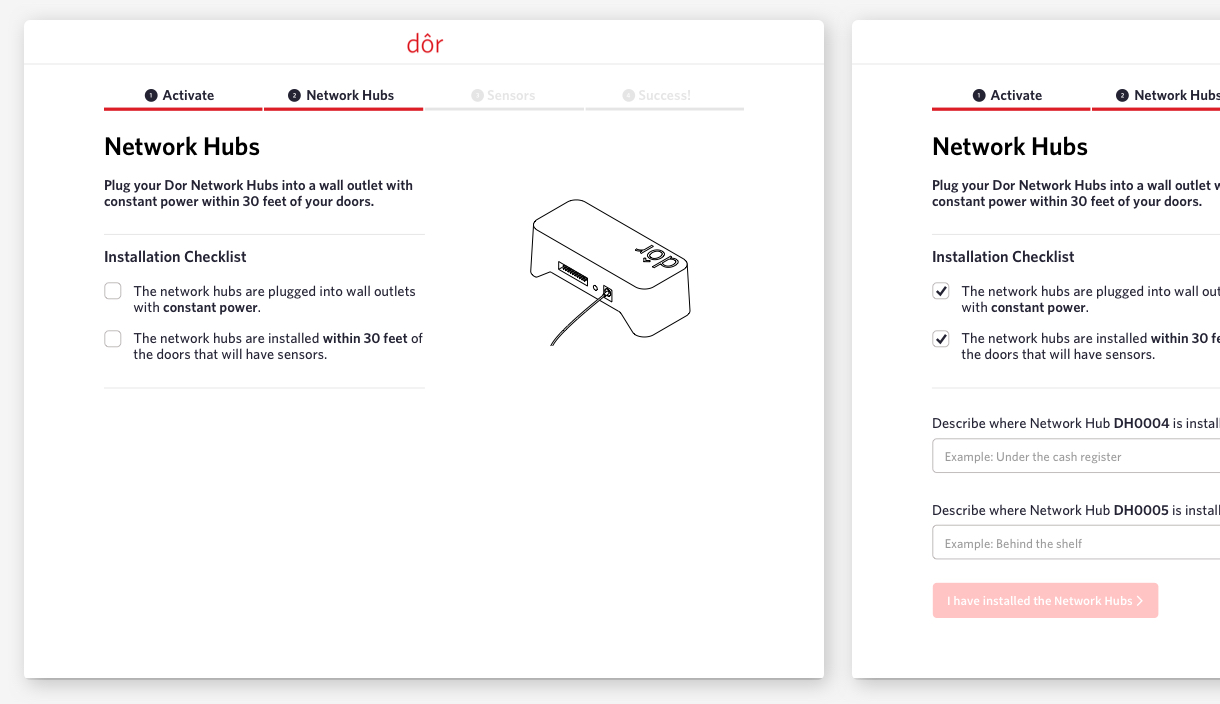 dôr
1 Activate
2 Network Hubs
3 Sensors
4 Success!
Network Hubs
Plug your Dor Network Hubs into a wall outlet with
constant power within 30 feet of your doors.
Installation Checklist
The network hubs are plugged into wall outlets
with constant power.
The network hubs are installed within 30 feet of
the doors that will have sensors.
dôr
1 Activate
2 Network Hubs
Network Hubs
Plug your Dor Network Hubs into a wall outlet w
constant power within 30 feet of your doors.
Installation Checklist
The network hubs are plugged into wall out
with constant power.
The network hubs are installed within 30 fe
the doors that will have sensors.
Describe where Network Hub DH0004 is install
Example: Under the cash register
Describe where Network Hub DH0005 is install
Example: Behind the shelf
I have installed the Network Hubs